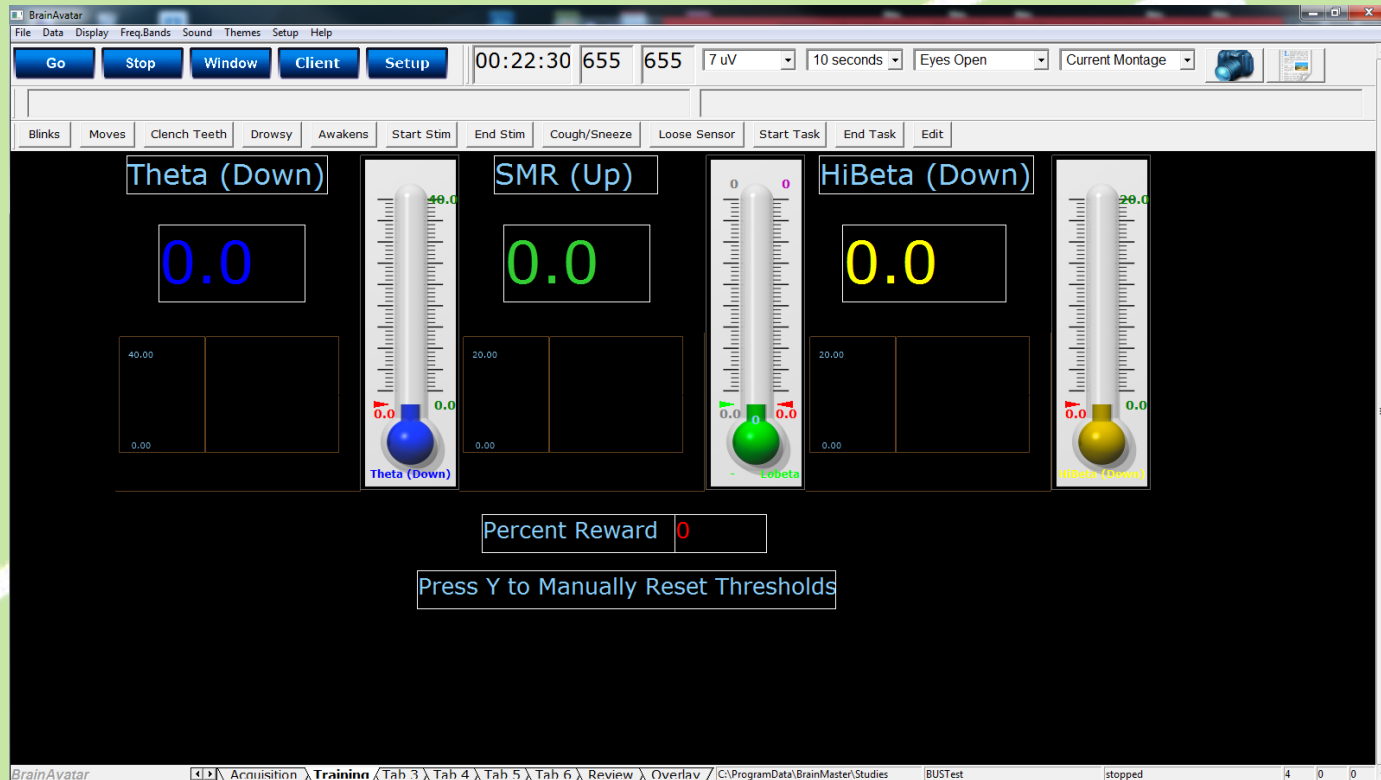 BrainAvatar
File Data Display Freq.Bands Sound Themes Setup Help
Go Stop Window Client Setup 00:22:30 655 655 7 uV 10 seconds Eyes Open Current Montage
Blinks Moves Clench Teeth Drowsy Awakens Start Stim End Stim Cough/Sneeze Loose Sensor Start Task End Task Edit
Theta (Down) SMR (Up) HiBeta (Down)
0 0
40.0 20.0
0.0 0.0 0.0
40.00 20.00 20.00
0.0 0.0
0.0 0.0 0 0.0 0.0
0.00 0.00 0.00
Theta (Down) - Lobeta HiBeta (Down)
Percent Reward 0
Press Y to Manually Reset Thresholds
BrainAvatar Acquisition Training Tab 3 Tab 4 Tab 5 Tab 6 Review Overlay C:\ProgramData\BrainMaster\Studies BUSTest stopped 4 0 0